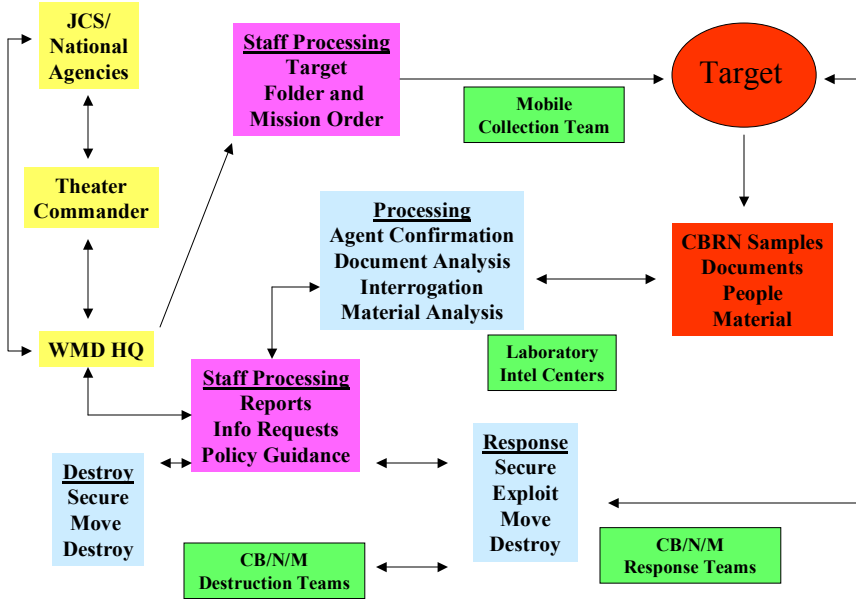 JCS/
National
Agencies
Staff Processing
Target
Folder and
Mission Order
Target
Mobile
Collection Team
Theater
Commander
Processing
Agent Confirmation
Document Analysis
Interrogation
Material Analysis
CBRN Samples
Documents
People
Material
WMD HQ
Laboratory
Intel Centers
Staff Processing
Reports
Info Requests
Policy Guidance
Response
Secure
Exploit
Move
Destroy
Destroy
Secure
Move
Destroy
CB/N/M
Destruction Teams
CB/N/M
Response Teams